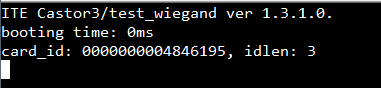 ITE Castor3/test_wiegand ver 1.3.1.0.
booting time: 0ms
card_id: 0000000004846195, idlen: 3